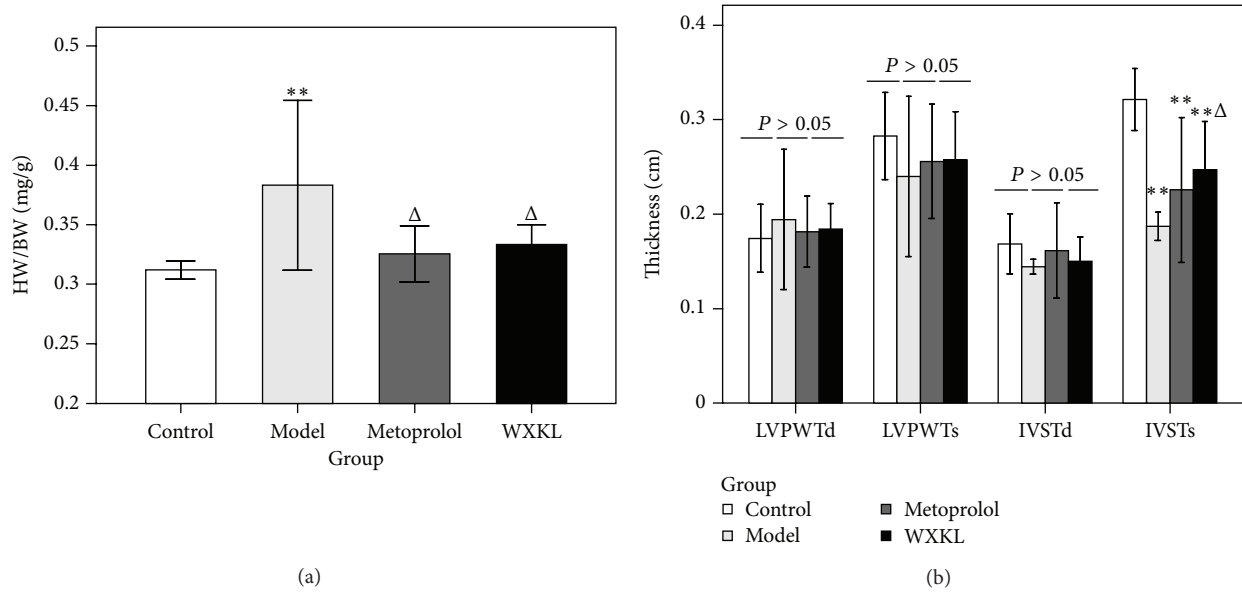 0.5
0.45
0.4
0.35
0.3
0.25
0.2
HW/BW (mg/g)
**
Δ
Δ
Control
Model
Metoprolol
WXKL
Group
(a)
0.4
0.3
0.2
0.1
0
Thickness (cm)
P > 0.05
P > 0.05
P > 0.05
**
**
**Δ
LVPWTd
LVPWTs
IVSTd
IVSTs
Group
Control
Model
Metoprolol
WXKL
(b)